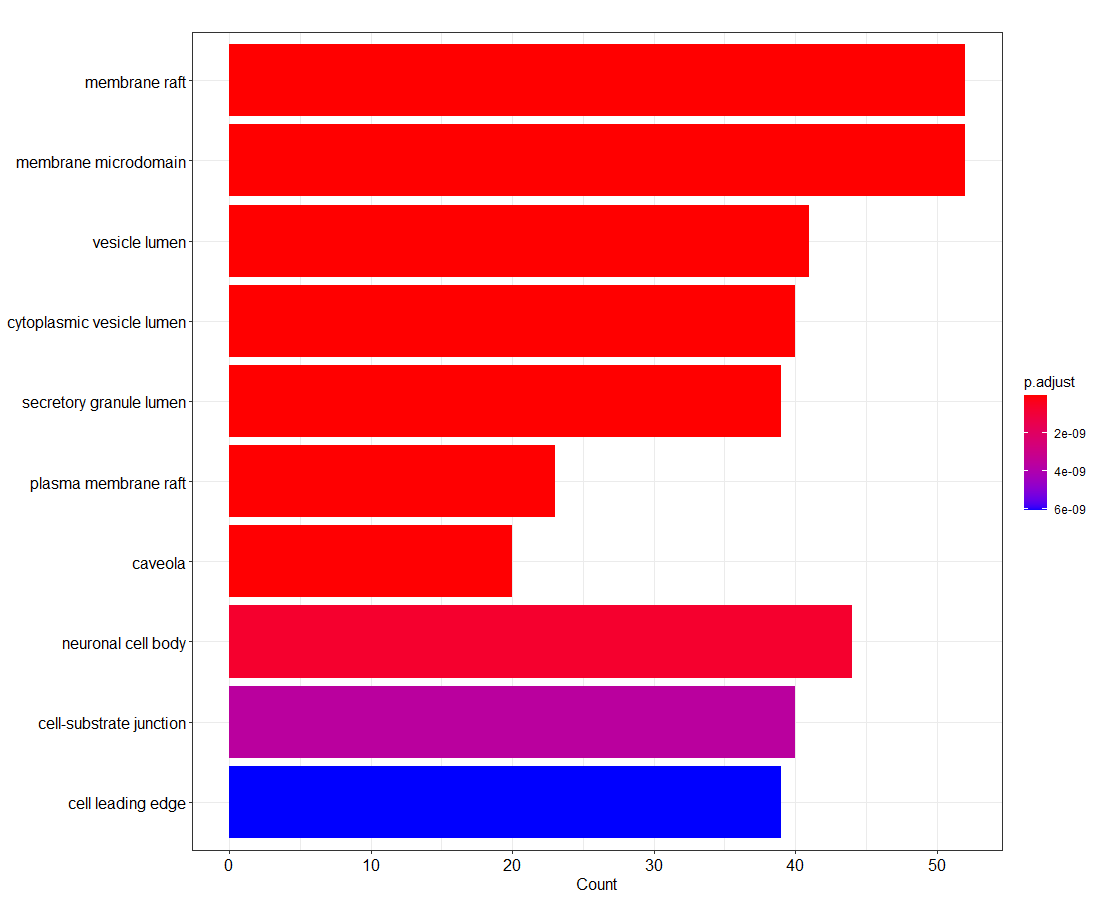 membrane raft
membrane microdomain
vesicle lumen
cytoplasmic vesicle lumen
secretory granule lumen
plasma membrane raft
caveola
neuronal cell body
cell-substrate junction
cell leading edge
0 10 20 30 40 50
Count
p.adjust
2e-09
4e-09
6e-09